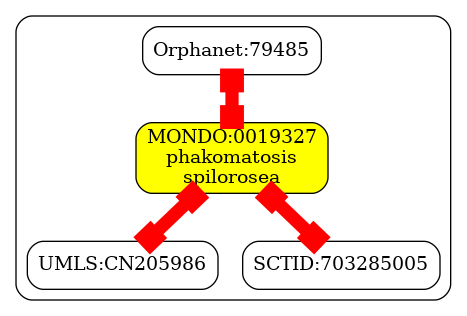 Orphanet:79485
MONDO:0019327
phakomatosis
spilorosea
UMLS:CN205986
SCTID:703285005